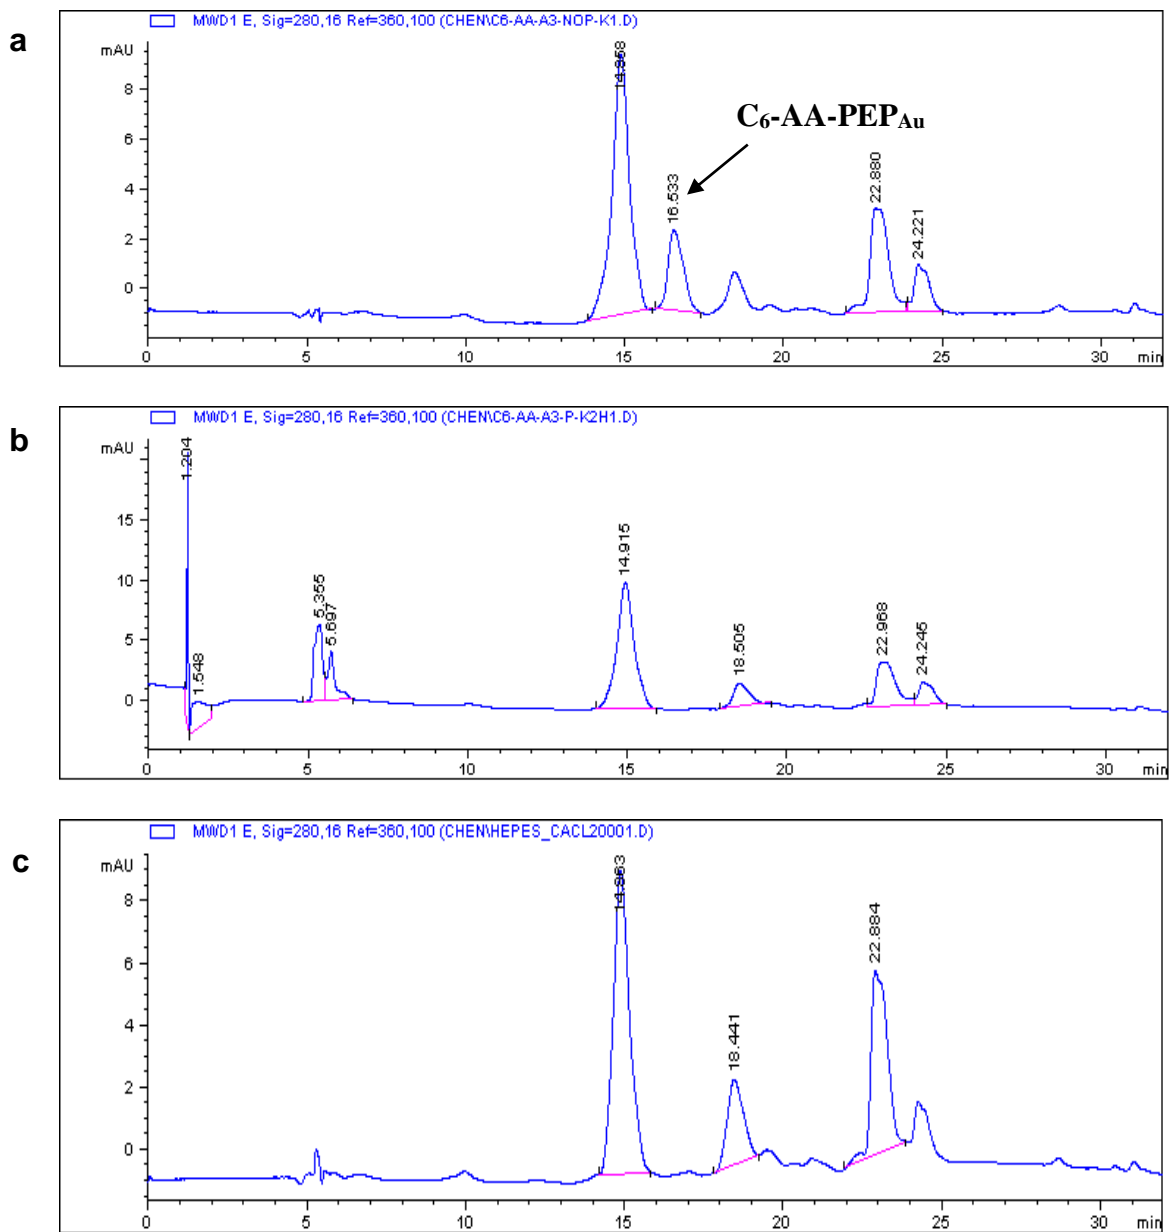 a
MWD1 E, Sig=280,16 Ref=360,100 (CHEN\C6-AA-A3-NOP-K1.D)
mAU
14.858
C6-AA-PEPAu
16.533
22.880
24.221
8
6
4
2
0
0 5 10 15 20 25 30 min
b
MWD1 E, Sig=280,16 Ref=360,100 (CHEN\C6-AA-A3-P-K2H1.D)
mAU
1.204
1.548
5.355
5.697
14.915
18.505
22.968
24.245
15
10
5
0
0 5 10 15 20 25 30 min
c
MWD1 E, Sig=280,16 Ref=360,100 (CHEN\HEPES_CACL20001.D)
mAU
14.863
18.441
22.884
8
6
4
2
0
0 5 10 15 20 25 30 min